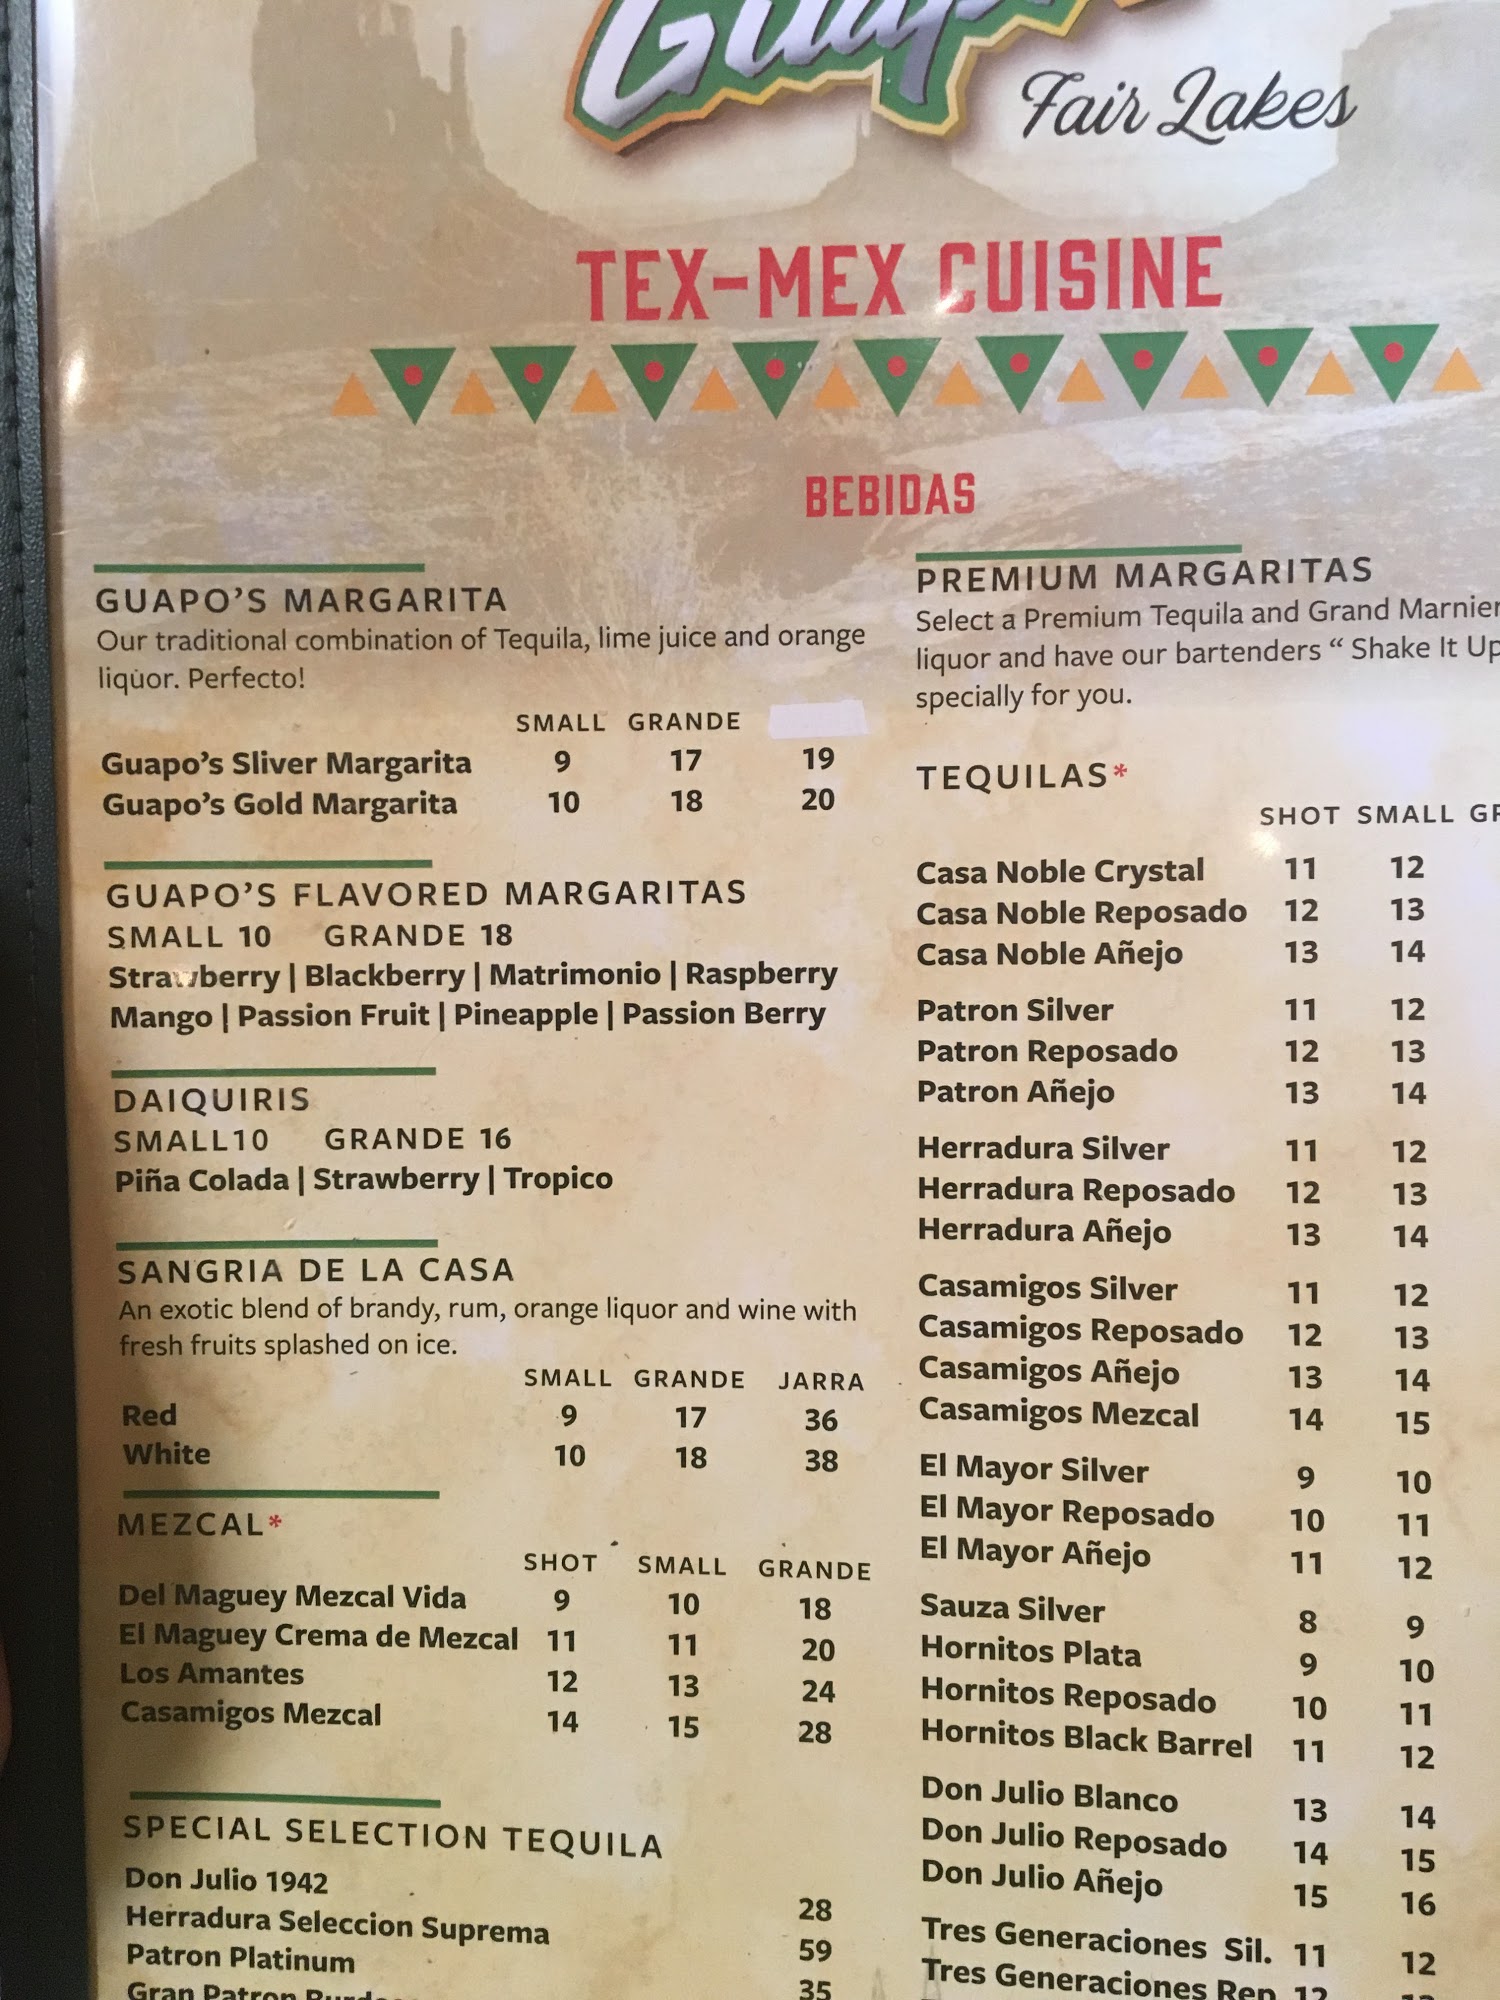 Guap
Fair Lakes
TEX-MEX CUISINE
BEBIDAS
GUAPO'S MARGARITA
Our traditional combination of Tequila, lime juice and orange
liquor. Perfecto!
SMALL GRANDE
Guapo's Sliver Margarita 9 17 19
Guapo's Gold Margarita 10 18 20
GUAPO'S FLAVORED MARGARITAS
SMALL 10 GRANDE 18
Strawberry | Blackberry | Matrimonio | Raspberry
Mango | Passion Fruit | Pineapple | Passion Berry
DAIQUIRIS
SMALL10 GRANDE 16
Piña Colada | Strawberry | Tropico
SANGRIA DE LA CASA
An exotic blend of brandy, rum, orange liquor and wine with
fresh fruits splashed on ice.
SMALL GRANDE JARRA
Red 9 17 36
White 10 18 38
MEZCAL*
SHOT SMALL GRANDE
Del Maguey Mezcal Vida 9 10 18
El Maguey Crema de Mezcal 11 11 20
Los Amantes 12 13 24
Casamigos Mezcal 14 15 28
SPECIAL SELECTION TEQUILA
Don Julio 1942 28
Herradura Seleccion Suprema 59
Patron Platinum 35
Gran Patron
PREMIUM MARGARITAS
Select a Premium Tequila and Grand Marnier
liquor and have our bartenders “ Shake It Up
specially for you.
TEQUILAS*
SHOT SMALL GR
Casa Noble Crystal 11 12
Casa Noble Reposado 12 13
Casa Noble Añejo 13 14
Patron Silver 11 12
Patron Reposado 12 13
Patron Añejo 13 14
Herradura Silver 11 12
Herradura Reposado 12 13
Herradura Añejo 13 14
Casamigos Silver 11 12
Casamigos Reposado 12 13
Casamigos Añejo 13 14
Casamigos Mezcal 14 15
El Mayor Silver 9 10
El Mayor Reposado 10 11
El Mayor Añejo 11 12
Sauza Silver 8 9
Hornitos Plata 9 10
Hornitos Reposado 10 11
Hornitos Black Barrel 11 12
Don Julio Blanco 13 14
Don Julio Reposado 14 15
Don Julio Añejo 15 16
Tres Generaciones Sil. 11 12
Tres Generaciones Rep 12